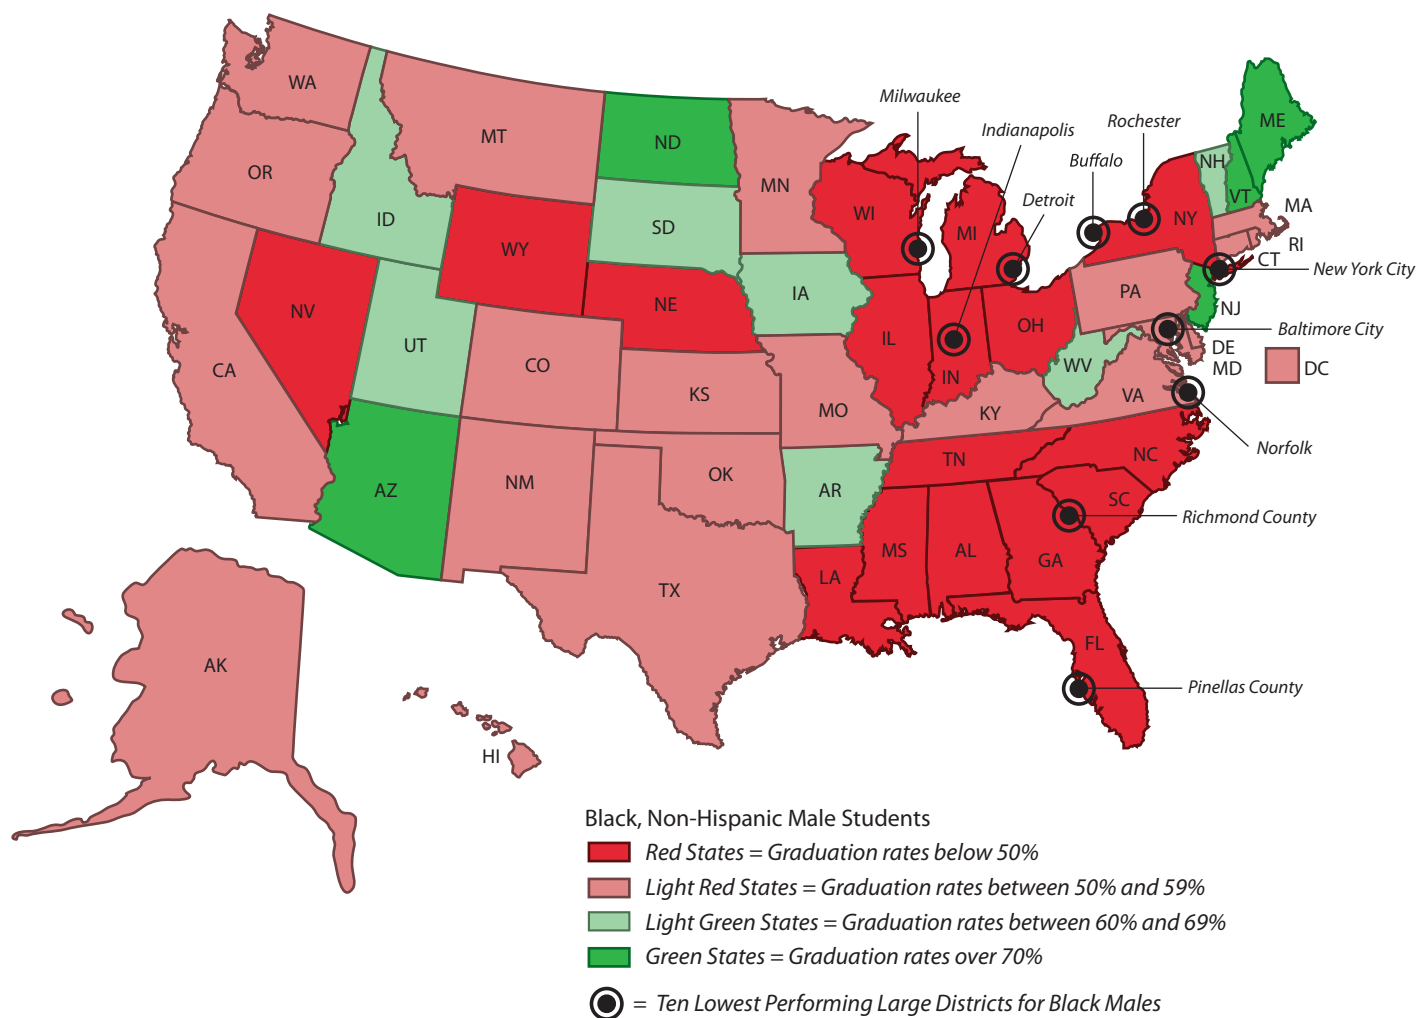 WA
OR
CA
NV
ID
MT
WY
UT
AZ
CO
NM
ND
SD
NE
KS
OK
TX
MN
IA
MO
AR
LA
WI
IL
MI
IN
OH
KY
TN
MS
AL
GA
FL
SC
NC
VA
WV
PA
NY
NJ
DE
MD
DC
CT
RI
MA
NH
VT
ME
AK
HI
Milwaukee
Indianapolis
Rochester
Buffalo
Detroit
New York City
Baltimore City
Norfolk
Richmond County
Pinellas County
Black, Non-Hispanic Male Students
Red States = Graduation rates below 50%
Light Red States = Graduation rates between 50% and 59%
Light Green States = Graduation rates between 60% and 69%
Green States = Graduation rates over 70%
= Ten Lowest Performing Large Districts for Black Males